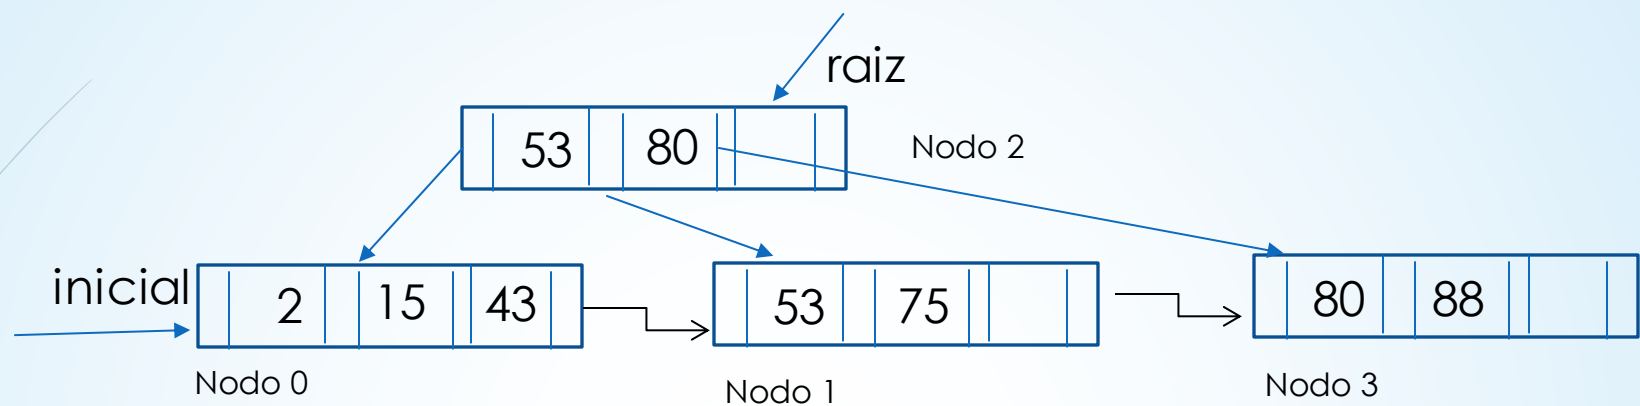 raiz
53 80
Nodo 2
inicial
2 15 43
53 75
80 88
Nodo 0
Nodo 1
Nodo 3